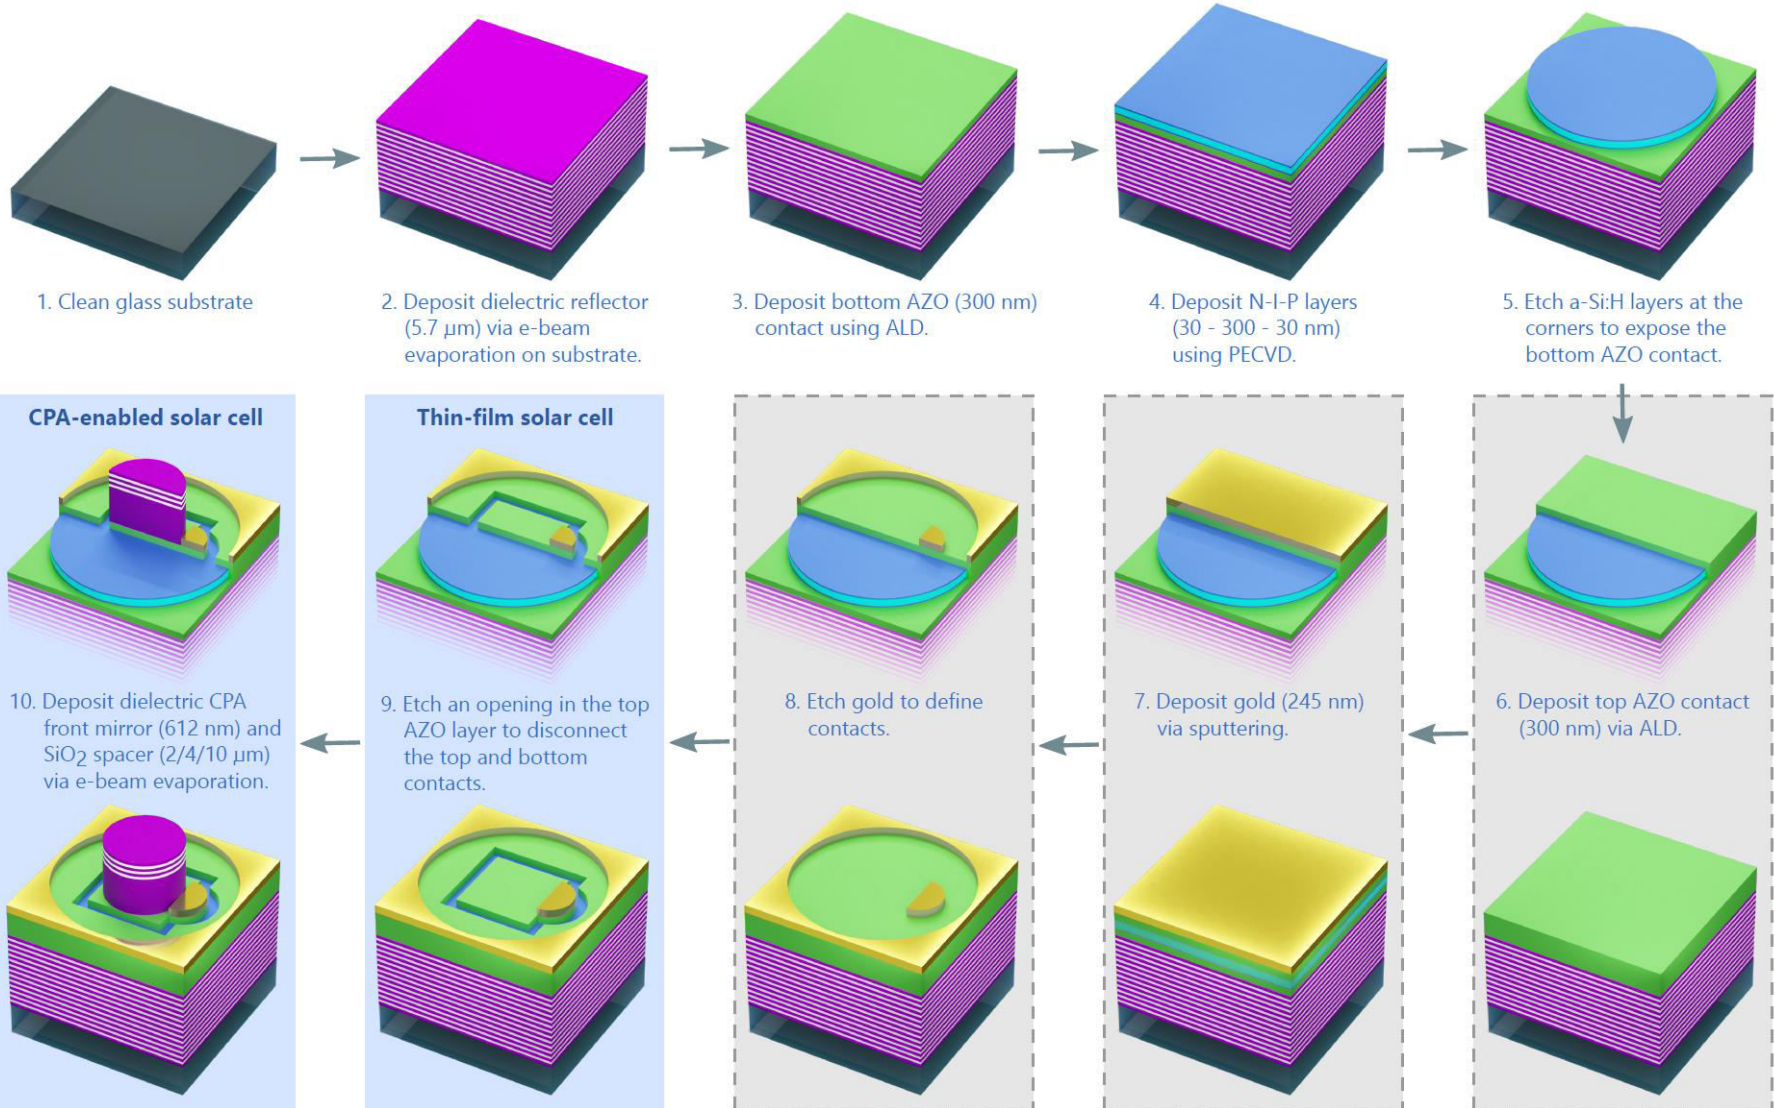 1. Clean glass substrate
2. Deposit dielectric reflector
(5.7 μm) via e-beam
evaporation on substrate.
3. Deposit bottom AZO (300 nm)
contact using ALD.
4. Deposit N-I-P layers
(30 - 300 - 30 nm)
using PECVD.
5. Etch a-Si:H layers at the
corners to expose the
bottom AZO contact.
CPA-enabled solar cell
Thin-film solar cell
10. Deposit dielectric CPA
front mirror (612 nm) and
SiO2 spacer (2/4/10 μm)
via e-beam evaporation.
9. Etch an opening in the top
AZO layer to disconnect
the top and bottom
contacts.
8. Etch gold to define
contacts.
7. Deposit gold (245 nm)
via sputtering.
6. Deposit top AZO contact
(300 nm) via ALD.